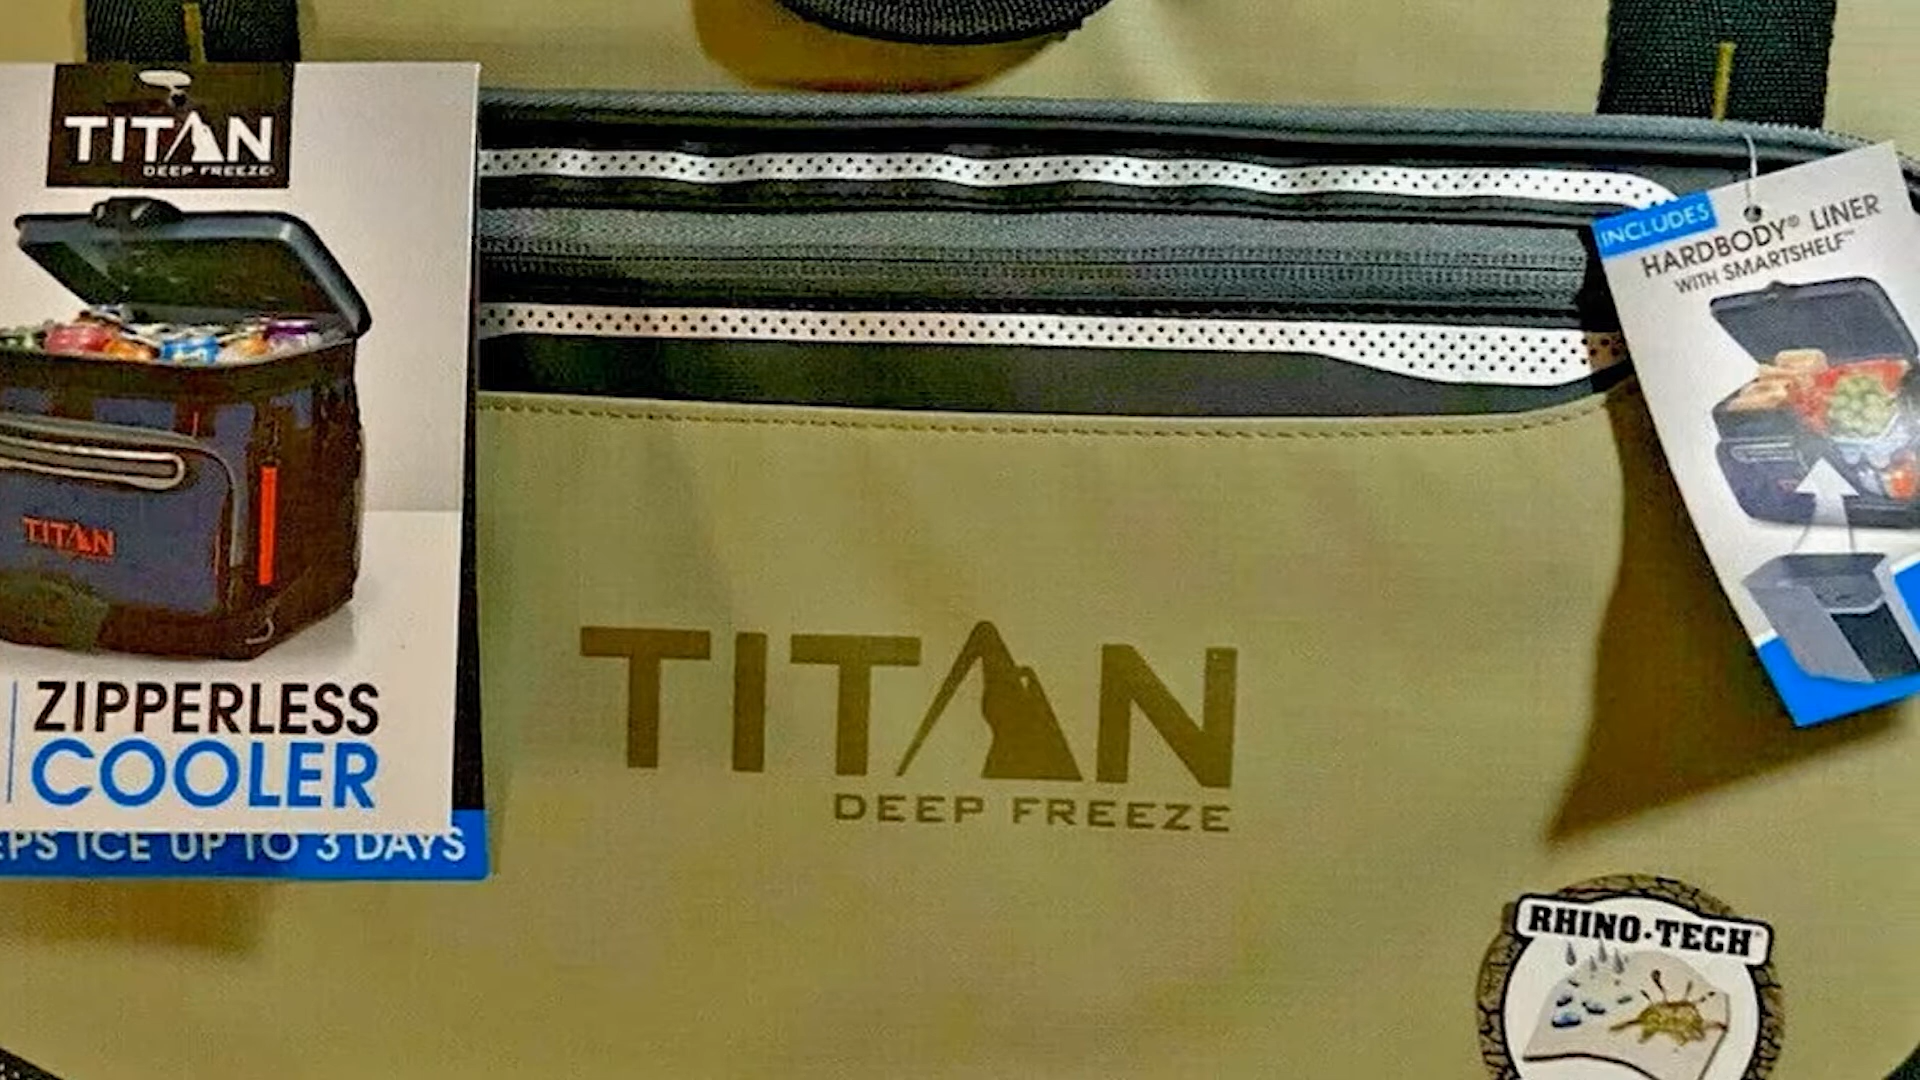 TITAN
DEEP FREEZE
TITAN
ZIPPERLESS
COOLER
EPS ICE UP TO 3 DAYS
INCLUDES
HARDBODY® LINER
WITH SMARTSHELF™
TITAN
DEEP FREEZE
RHINO·TECH